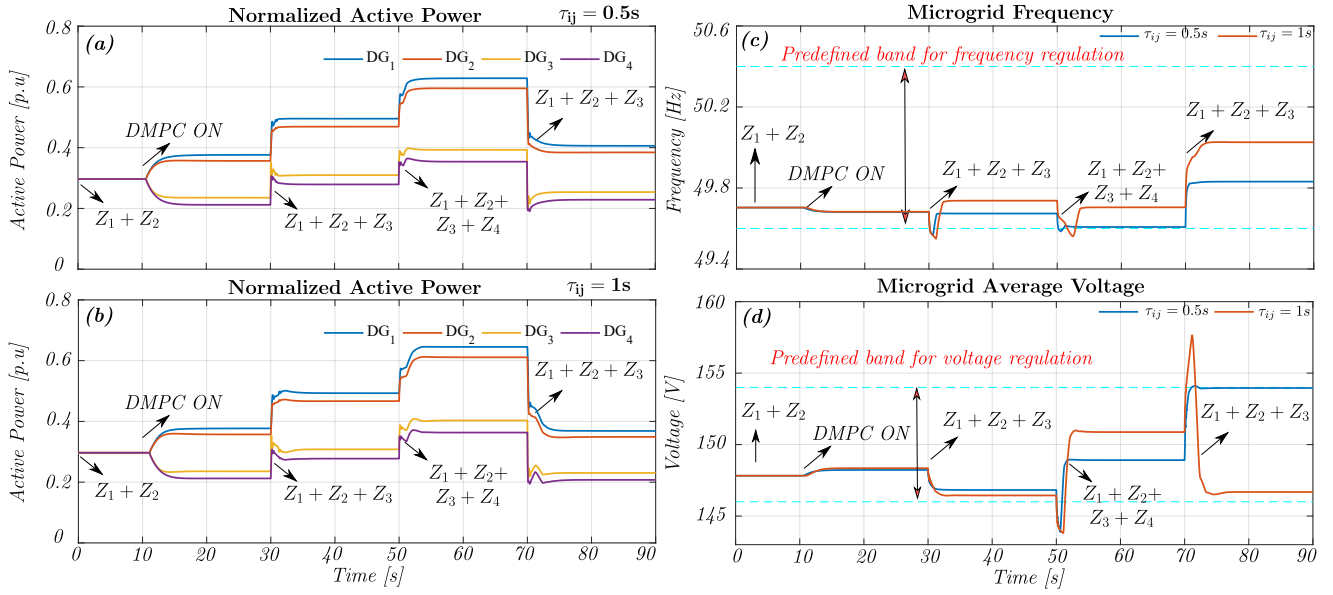 Normalized Active Power τij = 0.5s
(a)
0.8
0.6
0.4
0.2
0
Active Power [p.u]
DG1 DG2 DG3 DG4
DMPC ON
Z1 + Z2
Z1 + Z2 + Z3
Z1 + Z2+
Z3 + Z4
Z1 + Z2 + Z3
Normalized Active Power τij = 1s
(b)
0.8
0.6
0.4
0.2
0
Active Power [p.u]
DG1 DG2 DG3 DG4
DMPC ON
Z1 + Z2
Z1 + Z2 + Z3
Z1 + Z2+
Z3 + Z4
Z1 + Z2 + Z3
0 10 20 30 40 50 60 70 80 90
Time [s]
Microgrid Frequency
(c)
50.6
50.2
49.8
49.4
Frequency [Hz]
τij = 0.5s τij = 1s
Predefined band for frequency regulation
Z1 + Z2
DMPC ON
Z1 + Z2 + Z3
Z1 + Z2+
Z3 + Z4
Z1 + Z2 + Z3
Microgrid Average Voltage
(d)
160
154
150
145
Voltage [V]
τij = 0.5s τij = 1s
Predefined band for voltage regulation
Z1 + Z2
DMPC ON
Z1 + Z2 + Z3
Z1 + Z2+
Z3 + Z4
Z1 + Z2 + Z3
0 10 20 30 40 50 60 70 80 90
Time [s]